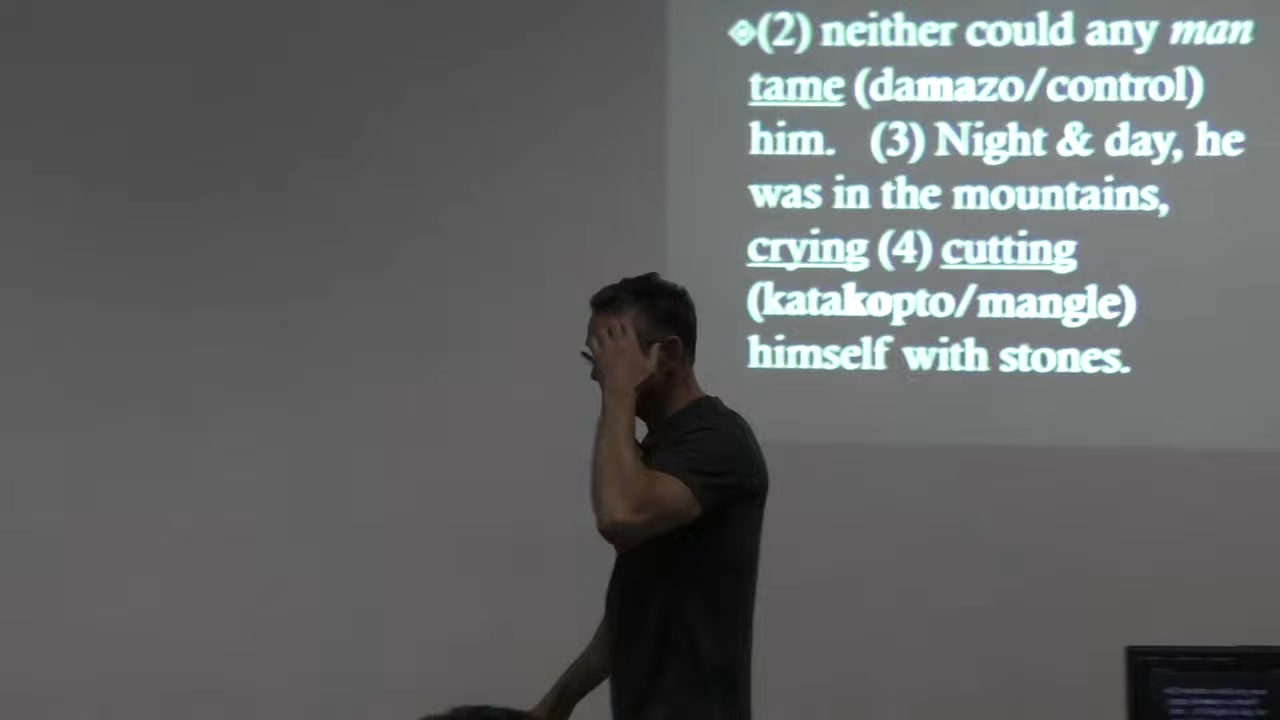 (2) neither could any man
tame (damazo/control)
him. (3) Night & day, he
was in the mountains,
crying (4) cutting
(katakopto/mangle)
himself with stones.